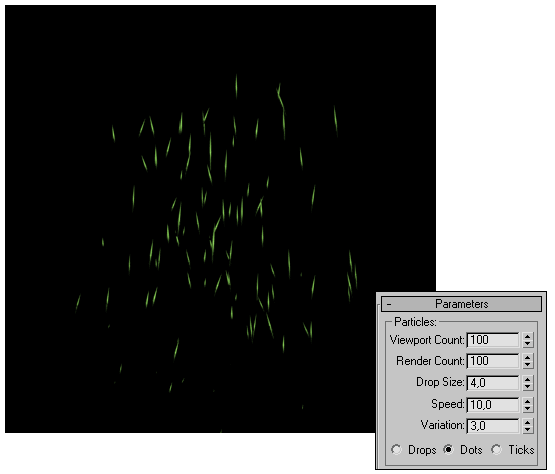 Parameters
Particles:
Viewport Count: 100
Render Count: 100
Drop Size: 4,0
Speed: 10,0
Variation: 3,0
Drops Dots Ticks